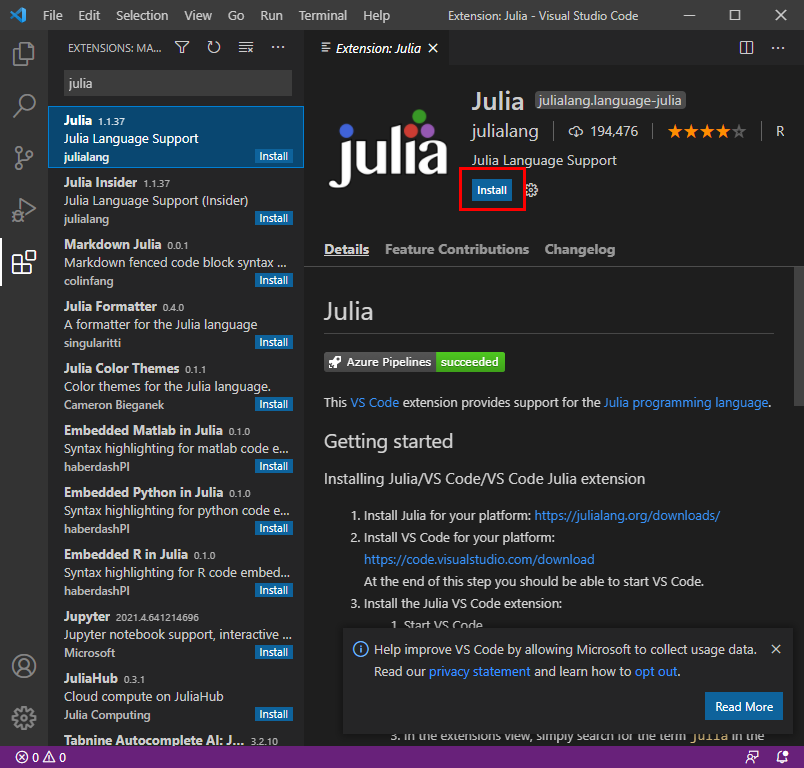 File Edit Selection View Go Run Terminal Help Extension: Julia - Visual Studio Code
EXTENSIONS: MA...
julia
Julia 1.1.37
Julia Language Support
julialang Install
Julia Insider 1.1.37
Julia Language Support (Insider)
julialang Install
Markdown Julia 0.0.1
Markdown fenced code block syntax ...
colinfang Install
Julia Formatter 0.4.0
A formatter for the Julia language
singularitti Install
Julia Color Themes 0.1.1
Color themes for the Julia language.
Cameron Bieganek Install
Embedded Matlab in Julia 0.1.0
Syntax highlighting for matlab code e...
haberdashPI Install
Embedded Python in Julia 0.1.0
Syntax highlighting for python code e...
haberdashPI Install
Embedded R in Julia 0.1.0
Syntax highlighting for R code embed...
haberdashPI Install
Jupyter 2021.4.641214696
Jupyter notebook support, interactive ...
Microsoft Install
JuliaHub 0.3.1
Cloud compute on JuliaHub
Julia Computing Install
Tabnine Autocomplete AI: J... 3.2.10
Extension: Julia
julia
Julia julialang.language-julia
julialang 194,476 R
Julia Language Support
Install
Details Feature Contributions Changelog
Julia
Azure Pipelines succeeded
This VS Code extension provides support for the Julia programming language.
Getting started
Installing Julia/VS Code/VS Code Julia extension
1. Install Julia for your platform: https://julialang.org/downloads/
2. Install VS Code for your platform:
https://code.visualstudio.com/download
At the end of this step you should be able to start VS Code.
3. Install the Julia VS Code extension:
1. Start VS Code.
Help improve VS Code by allowing Microsoft to collect usage data.
Read our privacy statement and learn how to opt out.
Read More
3. In the extensions view, simply search for the term julia in the
0 0